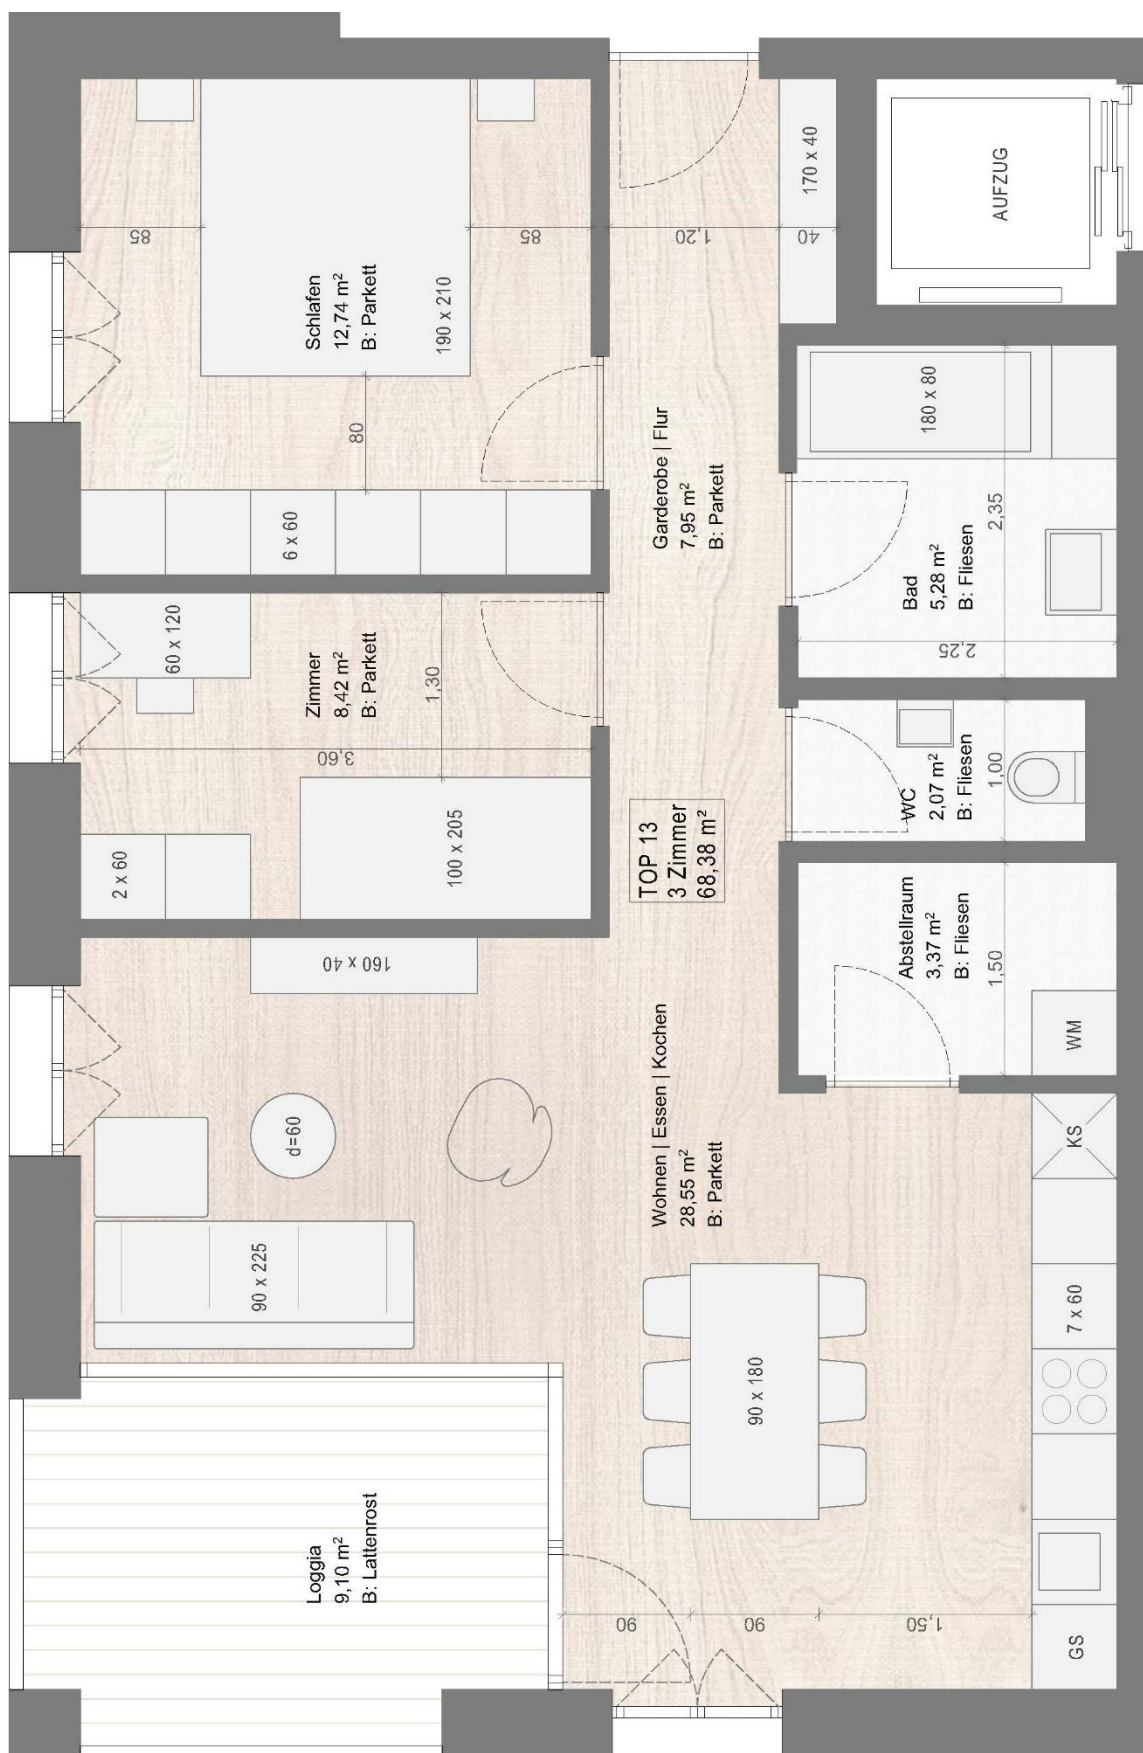 TOP 13
3 Zimmer
68,38 m²
Loggia
9,10 m²
B: Lattenrost
90 x 225
d=60
160 x 40
Wohnen | Essen | Kochen
28,55 m²
B: Parkett
90 x 180
90
90
1,50
GS
7 x 60
KS
2 x 60
60 x 120
Zimmer
8,42 m²
B: Parkett
3,60
1,30
100 x 205
6 x 60
80
85
85
Schlafen
12,74 m²
B: Parkett
190 x 210
Garderobe | Flur
7,95 m²
B: Parkett
1,20
40
170 x 40
Abstellraum
3,37 m²
B: Fliesen
1,50
WM
WC
2,07 m²
B: Fliesen
1,00
Bad
5,28 m²
B: Fliesen
2,25
2,35
180 x 80
AUFZUG